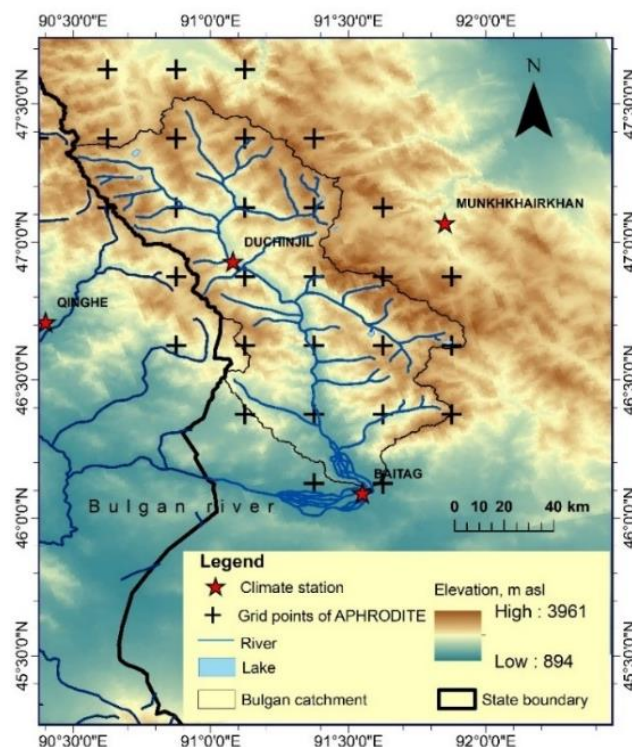 90°30'0"E 91°0'0"E 91°30'0"E 92°0'0"E
47°30'0"N
47°30'0"N
N
MUNKHKHAIRKHAN
47°0'0"N
DUCHINJIL
47°0'0"N
QINGHE
46°30'0"N
46°30'0"N
BAITAG
Bulgan river
0 10 20 40 km
46°0'0"N
46°0'0"N
Legend
Climate station
Grid points of APHRODITE
River
Lake
Bulgan catchment
Elevation, m asl
High : 3961
Low : 894
State boundary
45°30'0"N
45°30'0"N
90°30'0"E 91°0'0"E 91°30'0"E 92°0'0"E